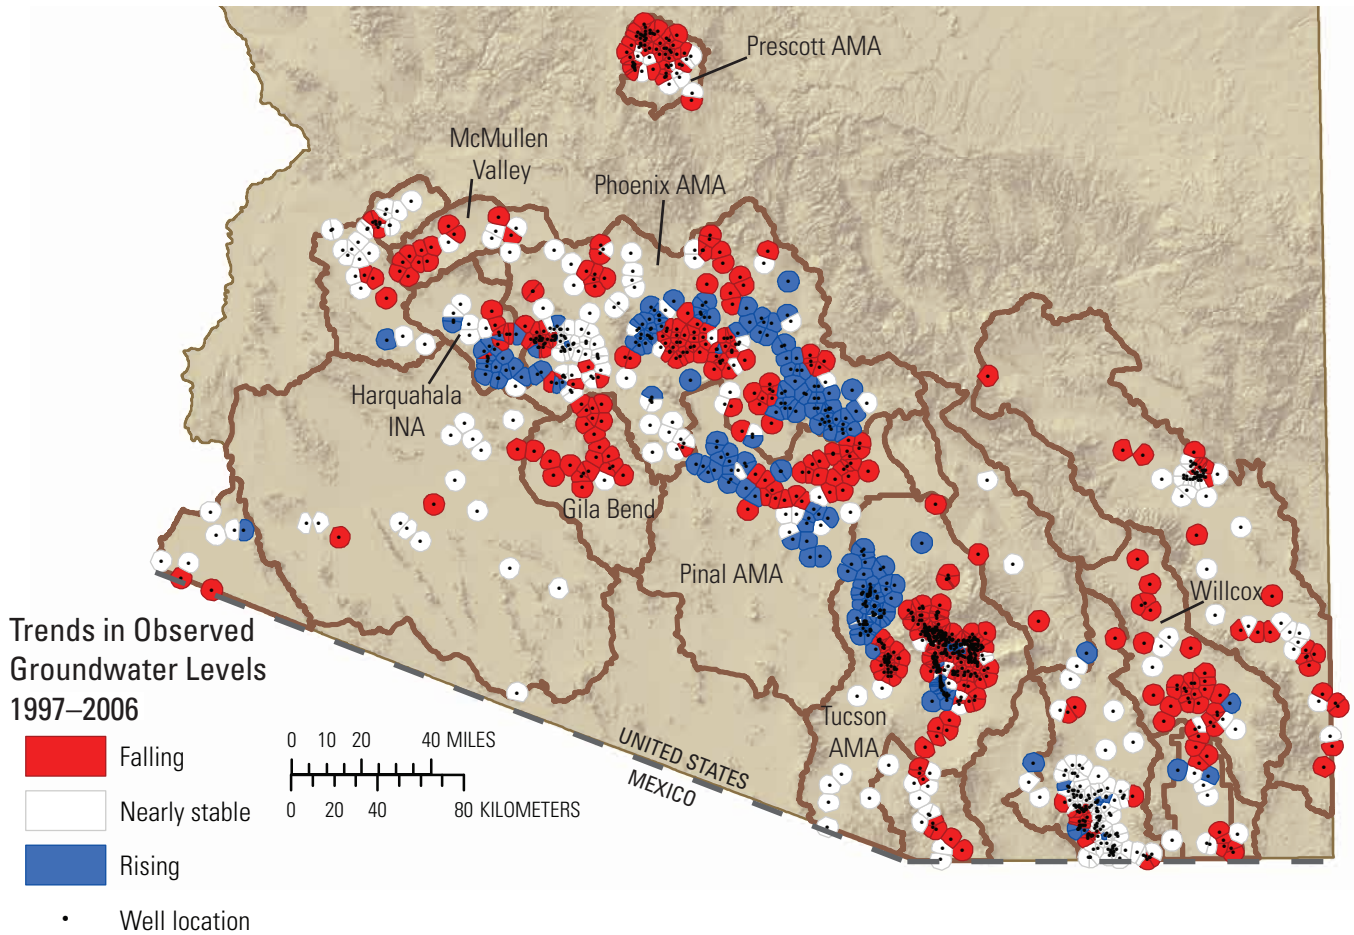 Prescott AMA
McMullen
Valley
Phoenix AMA
Harquahala
INA
Gila Bend
Pinal AMA
Willcox
Tucson
AMA
UNITED STATES
MEXICO
Trends in Observed
Groundwater Levels
1997–2006
Falling
Nearly stable
Rising
Well location
0 10 20 40 MILES
0 20 40 80 KILOMETERS